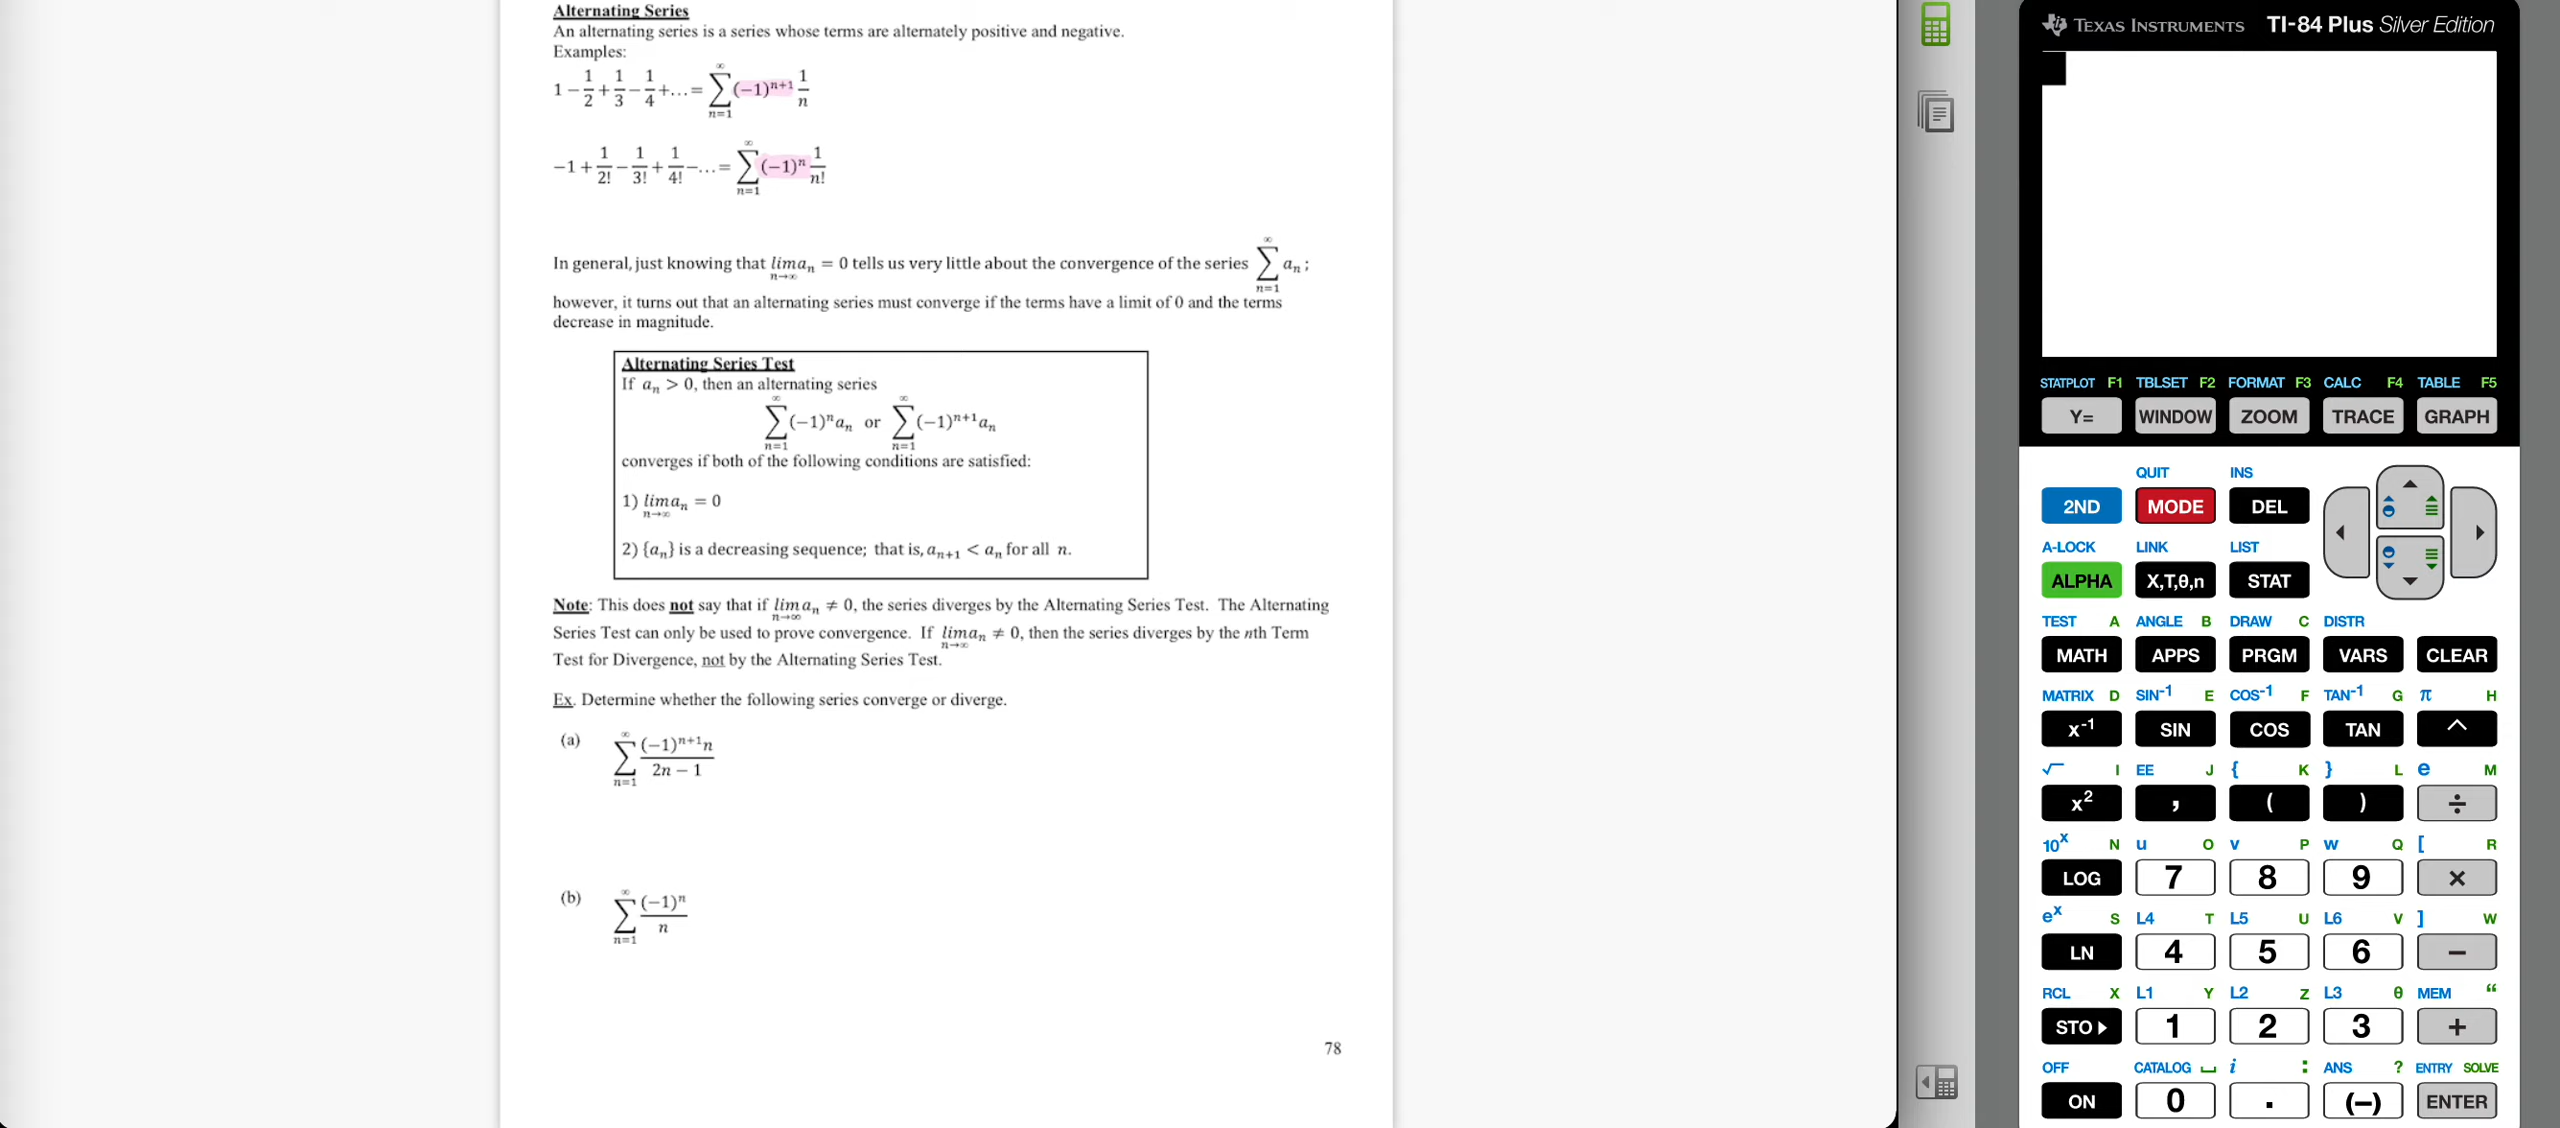 Alternating Series
An alternating series is a series whose terms are alternately positive and negative.
Examples:
1 − 1/2 + 1/3 − 1/4 + … = ∑_{n=1}^{∞} (−1)^{n+1} 1/n
−1 + 1/2! − 1/3! + 1/4! − … = ∑_{n=1}^{∞} (−1)^n 1/n!
In general, just knowing that lim_{n→∞} a_n = 0 tells us very little about the convergence of the series ∑_{n=1}^{∞} a_n;
however, it turns out that an alternating series must converge if the terms have a limit of 0 and the terms
decrease in magnitude.
Alternating Series Test
If a_n > 0, then an alternating series
∑_{n=1}^{∞} (−1)^n a_n or ∑_{n=1}^{∞} (−1)^{n+1} a_n
converges if both of the following conditions are satisfied:
1) lim_{n→∞} a_n = 0
2) {a_n} is a decreasing sequence; that is, a_{n+1} < a_n for all n.
Note: This does not say that if lim_{n→∞} a_n ≠ 0, the series diverges by the Alternating Series Test. The Alternating
Series Test can only be used to prove convergence. If lim_{n→∞} a_n ≠ 0, then the series diverges by the nth Term
Test for Divergence, not by the Alternating Series Test.
Ex. Determine whether the following series converge or diverge.
(a) ∑_{n=1}^{∞} (−1)^{n+1} n / (2n − 1)
(b) ∑_{n=1}^{∞} (−1)^n / n
78
TEXAS INSTRUMENTS TI-84 Plus Silver Edition
STATPLOT F1 TBLSET F2 FORMAT F3 CALC F4 TABLE F5
Y= WINDOW ZOOM TRACE GRAPH
QUIT INS
2ND MODE DEL
A-LOCK LINK LIST
ALPHA X,T,θ,n STAT
TEST A ANGLE B DRAW C DISTR
MATH APPS PRGM VARS CLEAR
MATRIX D SIN⁻¹ E COS⁻¹ F TAN⁻¹ G π H
x⁻¹ SIN COS TAN ^
√ I EE J { K } L e M
x² , ( ) ÷
10ˣ N u O v P w Q [ R
LOG 7 8 9 ×
eˣ S L4 T L5 U L6 V ] W
LN 4 5 6 −
RCL X L1 Y L2 Z L3 θ MEM “
STO▶ 1 2 3 +
OFF CATALOG ⎵ i : ANS ? ENTRY SOLVE
ON 0 . (−) ENTER